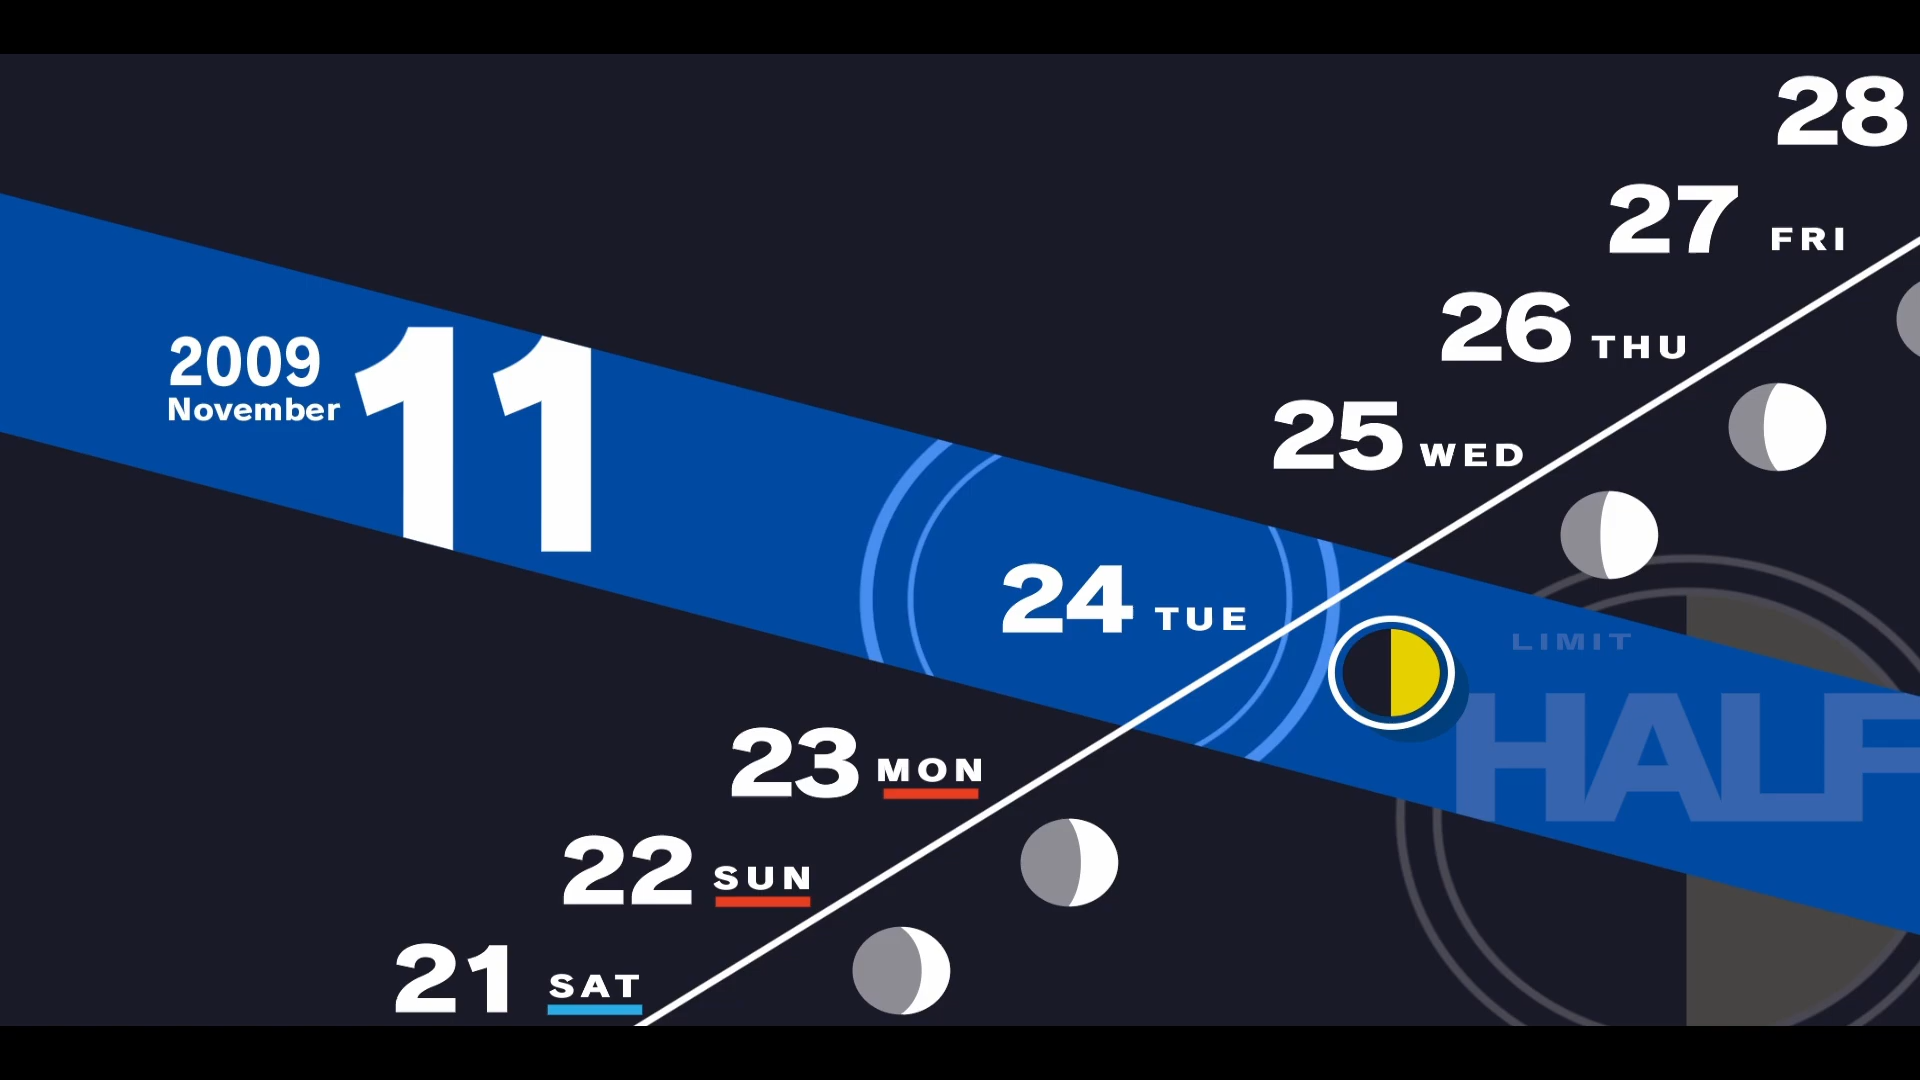 28
27 FRI
26 THU
2009
November
11
25 WED
24 TUE
LIMIT
HALF
23 MON
22 SUN
21 SAT